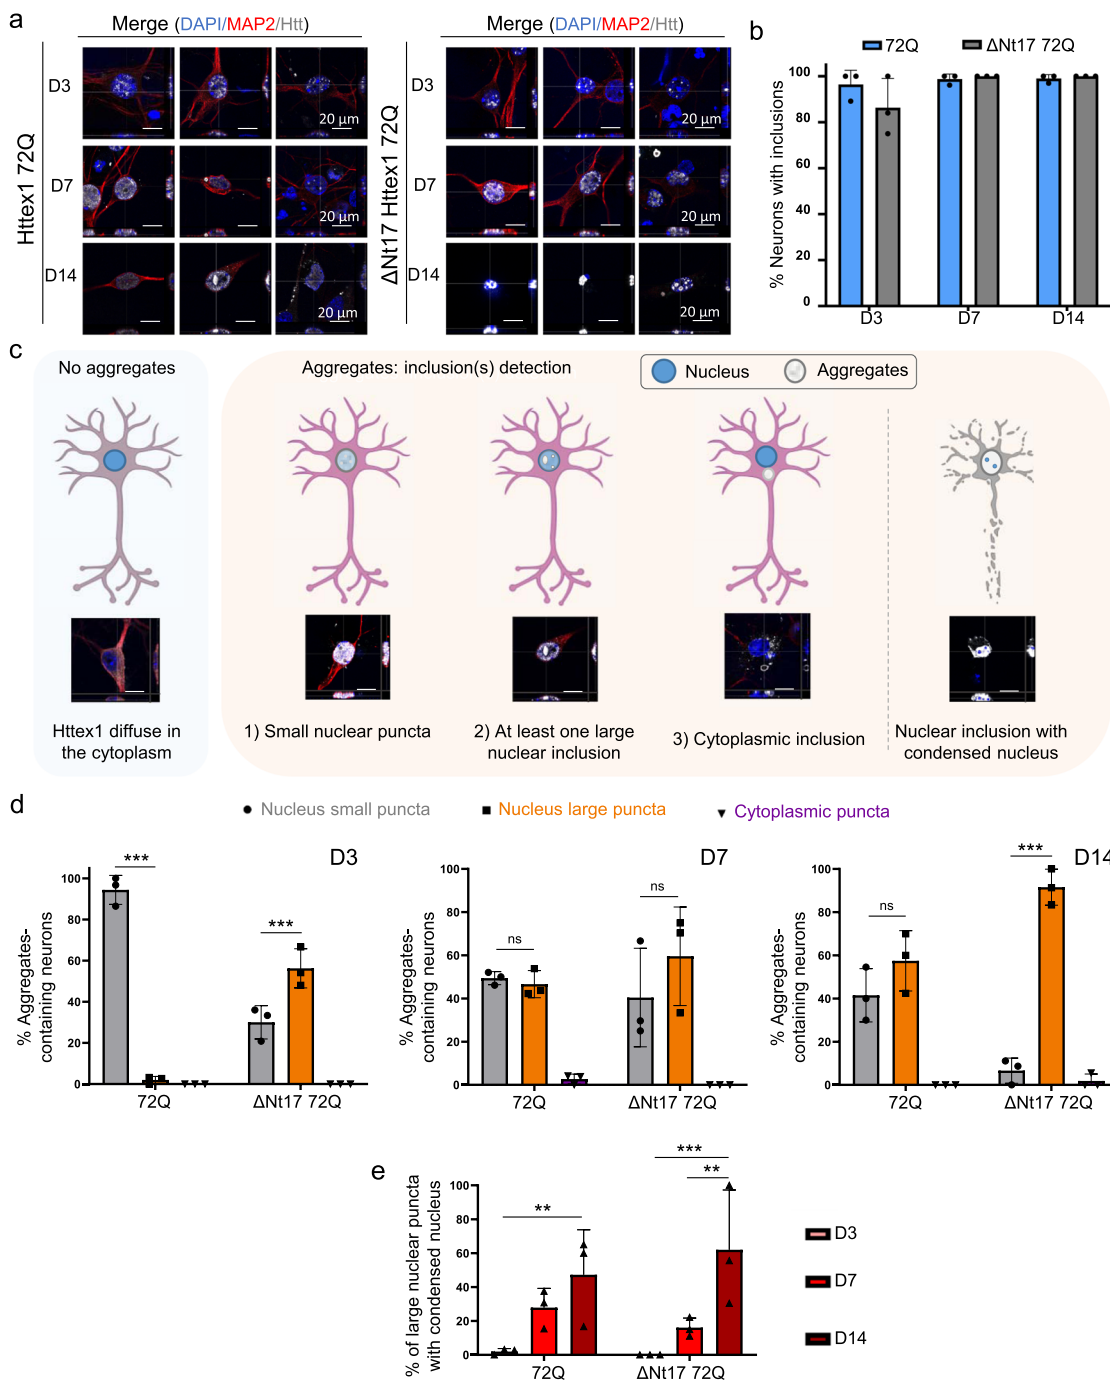 a
Merge (DAPI/MAP2/Htt)
Merge (DAPI/MAP2/Htt)
Httex1 72Q
D3
20 µm
D7
20 µm
D14
20 µm
ΔNt17 Httex1 72Q
D3
20 µm
D7
20 µm
D14
20 µm
b
72Q
ΔNt17 72Q
% Neurons with inclusions
100
80
60
40
20
0
D3
D7
D14
c
No aggregates
Aggregates: inclusion(s) detection
Nucleus
Aggregates
Httex1 diffuse in
the cytoplasm
1) Small nuclear puncta
2) At least one large
nuclear inclusion
3) Cytoplasmic inclusion
Nuclear inclusion with
condensed nucleus
d
Nucleus small puncta
Nucleus large puncta
Cytoplasmic puncta
D3
% Aggregates-
containing neurons
100
80
60
40
20
0
***
***
72Q
ΔNt17 72Q
D7
% Aggregates-
containing neurons
100
80
60
40
20
0
ns
ns
72Q
ΔNt17 72Q
D14
% Aggregates-
containing neurons
100
80
60
40
20
0
ns
***
72Q
ΔNt17 72Q
e
% of large nuclear puncta
with condensed nucleus
100
80
60
40
20
0
**
***
**
72Q
ΔNt17 72Q
D3
D7
D14